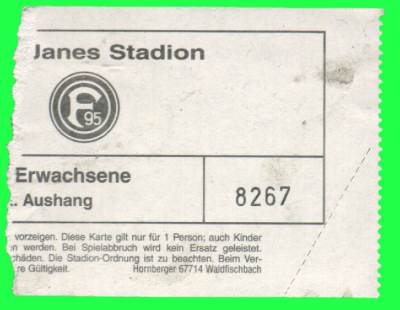 Janes Stadion
F 95
Erwachsene
. Aushang
8267
vorzeigen. Diese Karte gilt nur für 1 Person; auch Kinder
n werden. Bei Spielabbruch wird kein Ersatz geleistet.
chäden. Die Stadion-Ordnung ist zu beachten. Beim Ver-
re Gültigkeit. Hornberger 67714 Waldfischbach